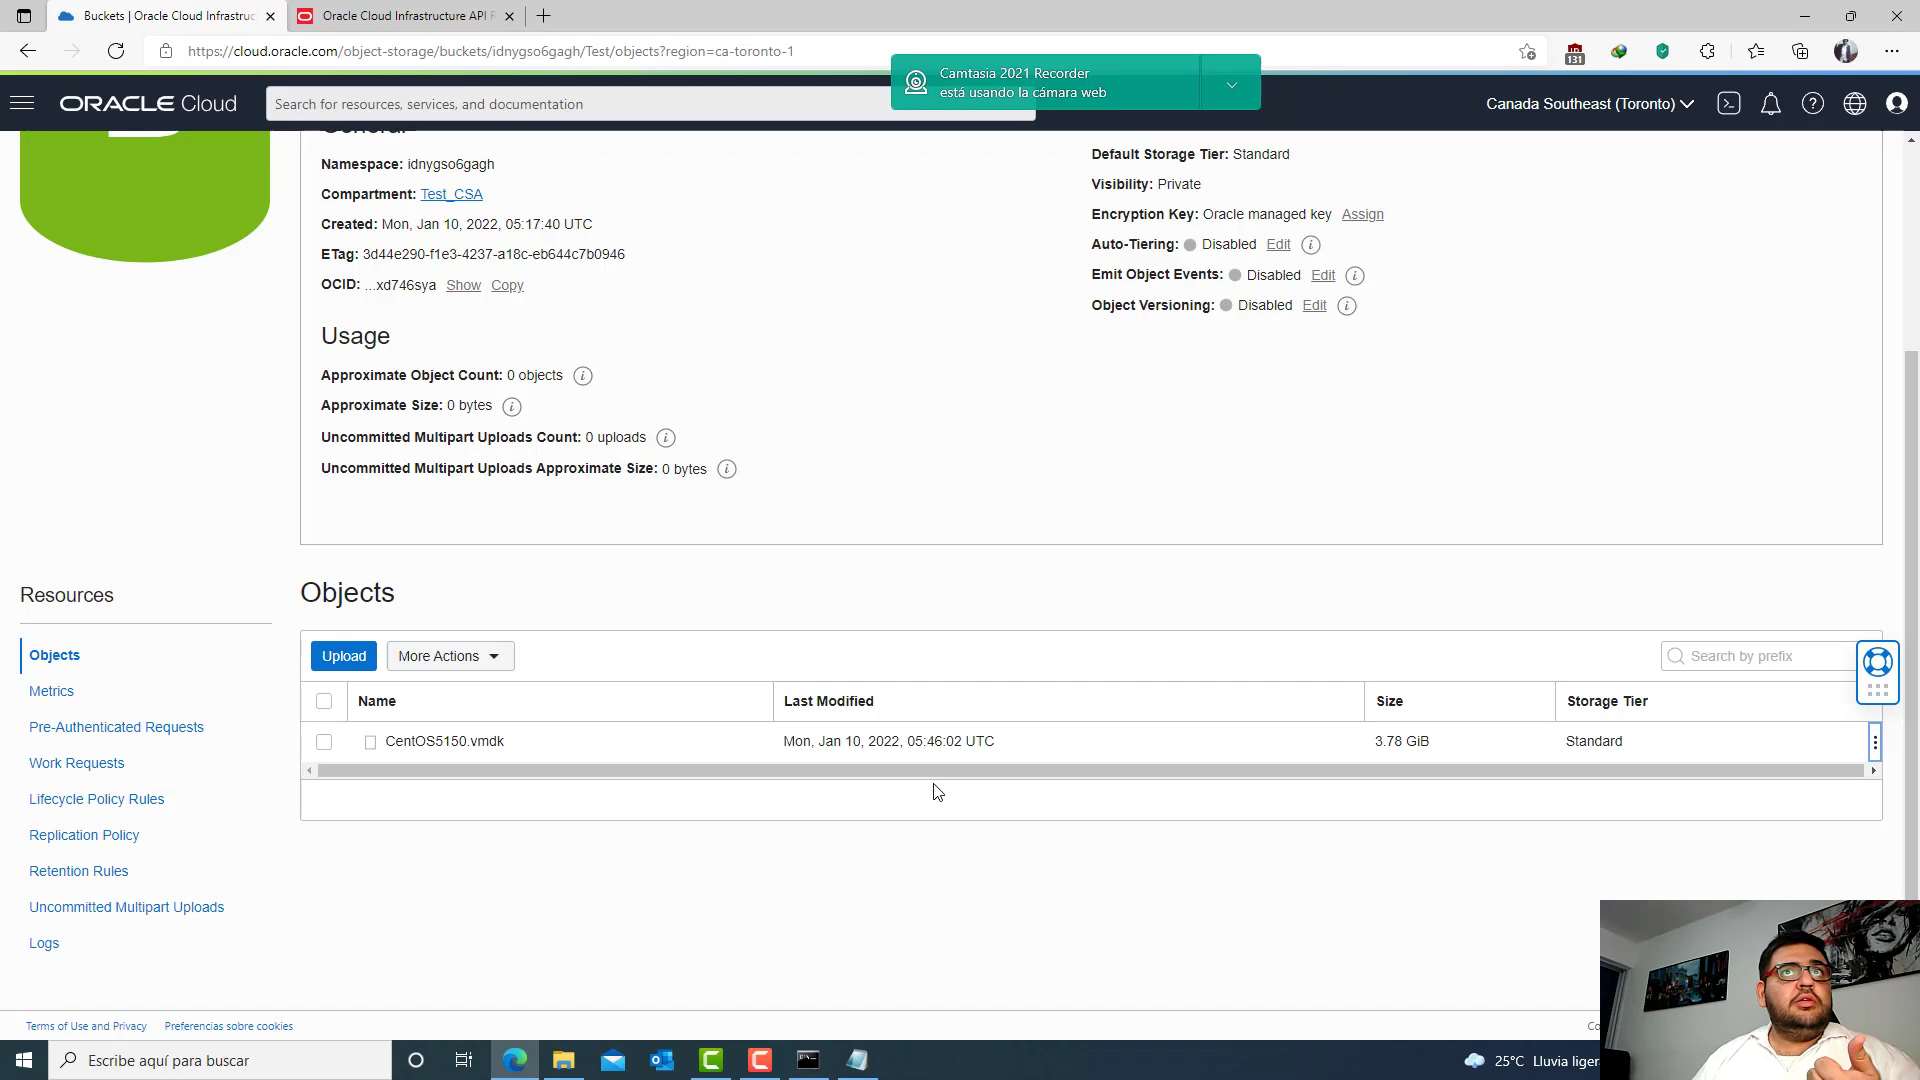 Buckets | Oracle Cloud Infrastruc
Oracle Cloud Infrastructure API
https://cloud.oracle.com/object-storage/buckets/idnygso6gagh/Test/objects?region=ca-toronto-1
131
Camtasia 2021 Recorder
está usando la cámara web
ORACLE Cloud
Search for resources, services, and documentation
Canada Southeast (Toronto)
General
Namespace: idnygso6gagh
Compartment: Test_CSA
Created: Mon, Jan 10, 2022, 05:17:40 UTC
ETag: 3d44e290-f1e3-4237-a18c-eb644c7b0946
OCID: ...xd746sya Show Copy
Default Storage Tier: Standard
Visibility: Private
Encryption Key: Oracle managed key Assign
Auto-Tiering: Disabled Edit
Emit Object Events: Disabled Edit
Object Versioning: Disabled Edit
Usage
Approximate Object Count: 0 objects
Approximate Size: 0 bytes
Uncommitted Multipart Uploads Count: 0 uploads
Uncommitted Multipart Uploads Approximate Size: 0 bytes
Resources
Objects
Metrics
Pre-Authenticated Requests
Work Requests
Lifecycle Policy Rules
Replication Policy
Retention Rules
Uncommitted Multipart Uploads
Logs
Objects
Upload
More Actions
Search by prefix
Name Last Modified Size Storage Tier
CentOS5150.vmdk Mon, Jan 10, 2022, 05:46:02 UTC 3.78 GiB Standard
Terms of Use and Privacy
Preferencias sobre cookies
Co
Escribe aquí para buscar
25°C Lluvia liger